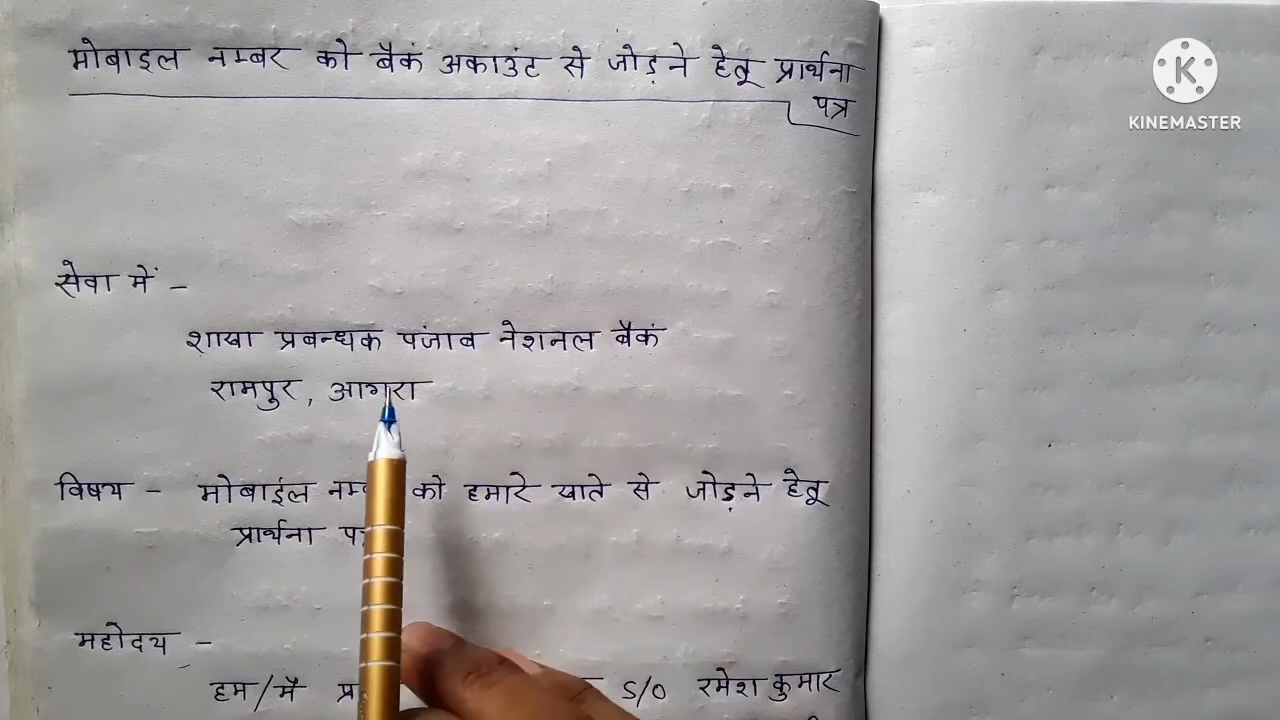 मोबाइल नम्बर को बैकं अकाउंट से जोड़ने हेतू प्रार्थना
पत्र
KINEMASTER
सेवा में -
शाखा प्रबन्धक पंजाब नेशनल बैकं
रामपुर, आगरा
विषय - मोबाईल को हमारे खाते से जोड़ने हेतू
प्रार्थना
महोदय -
हम/मै S/O रमेश कुमार